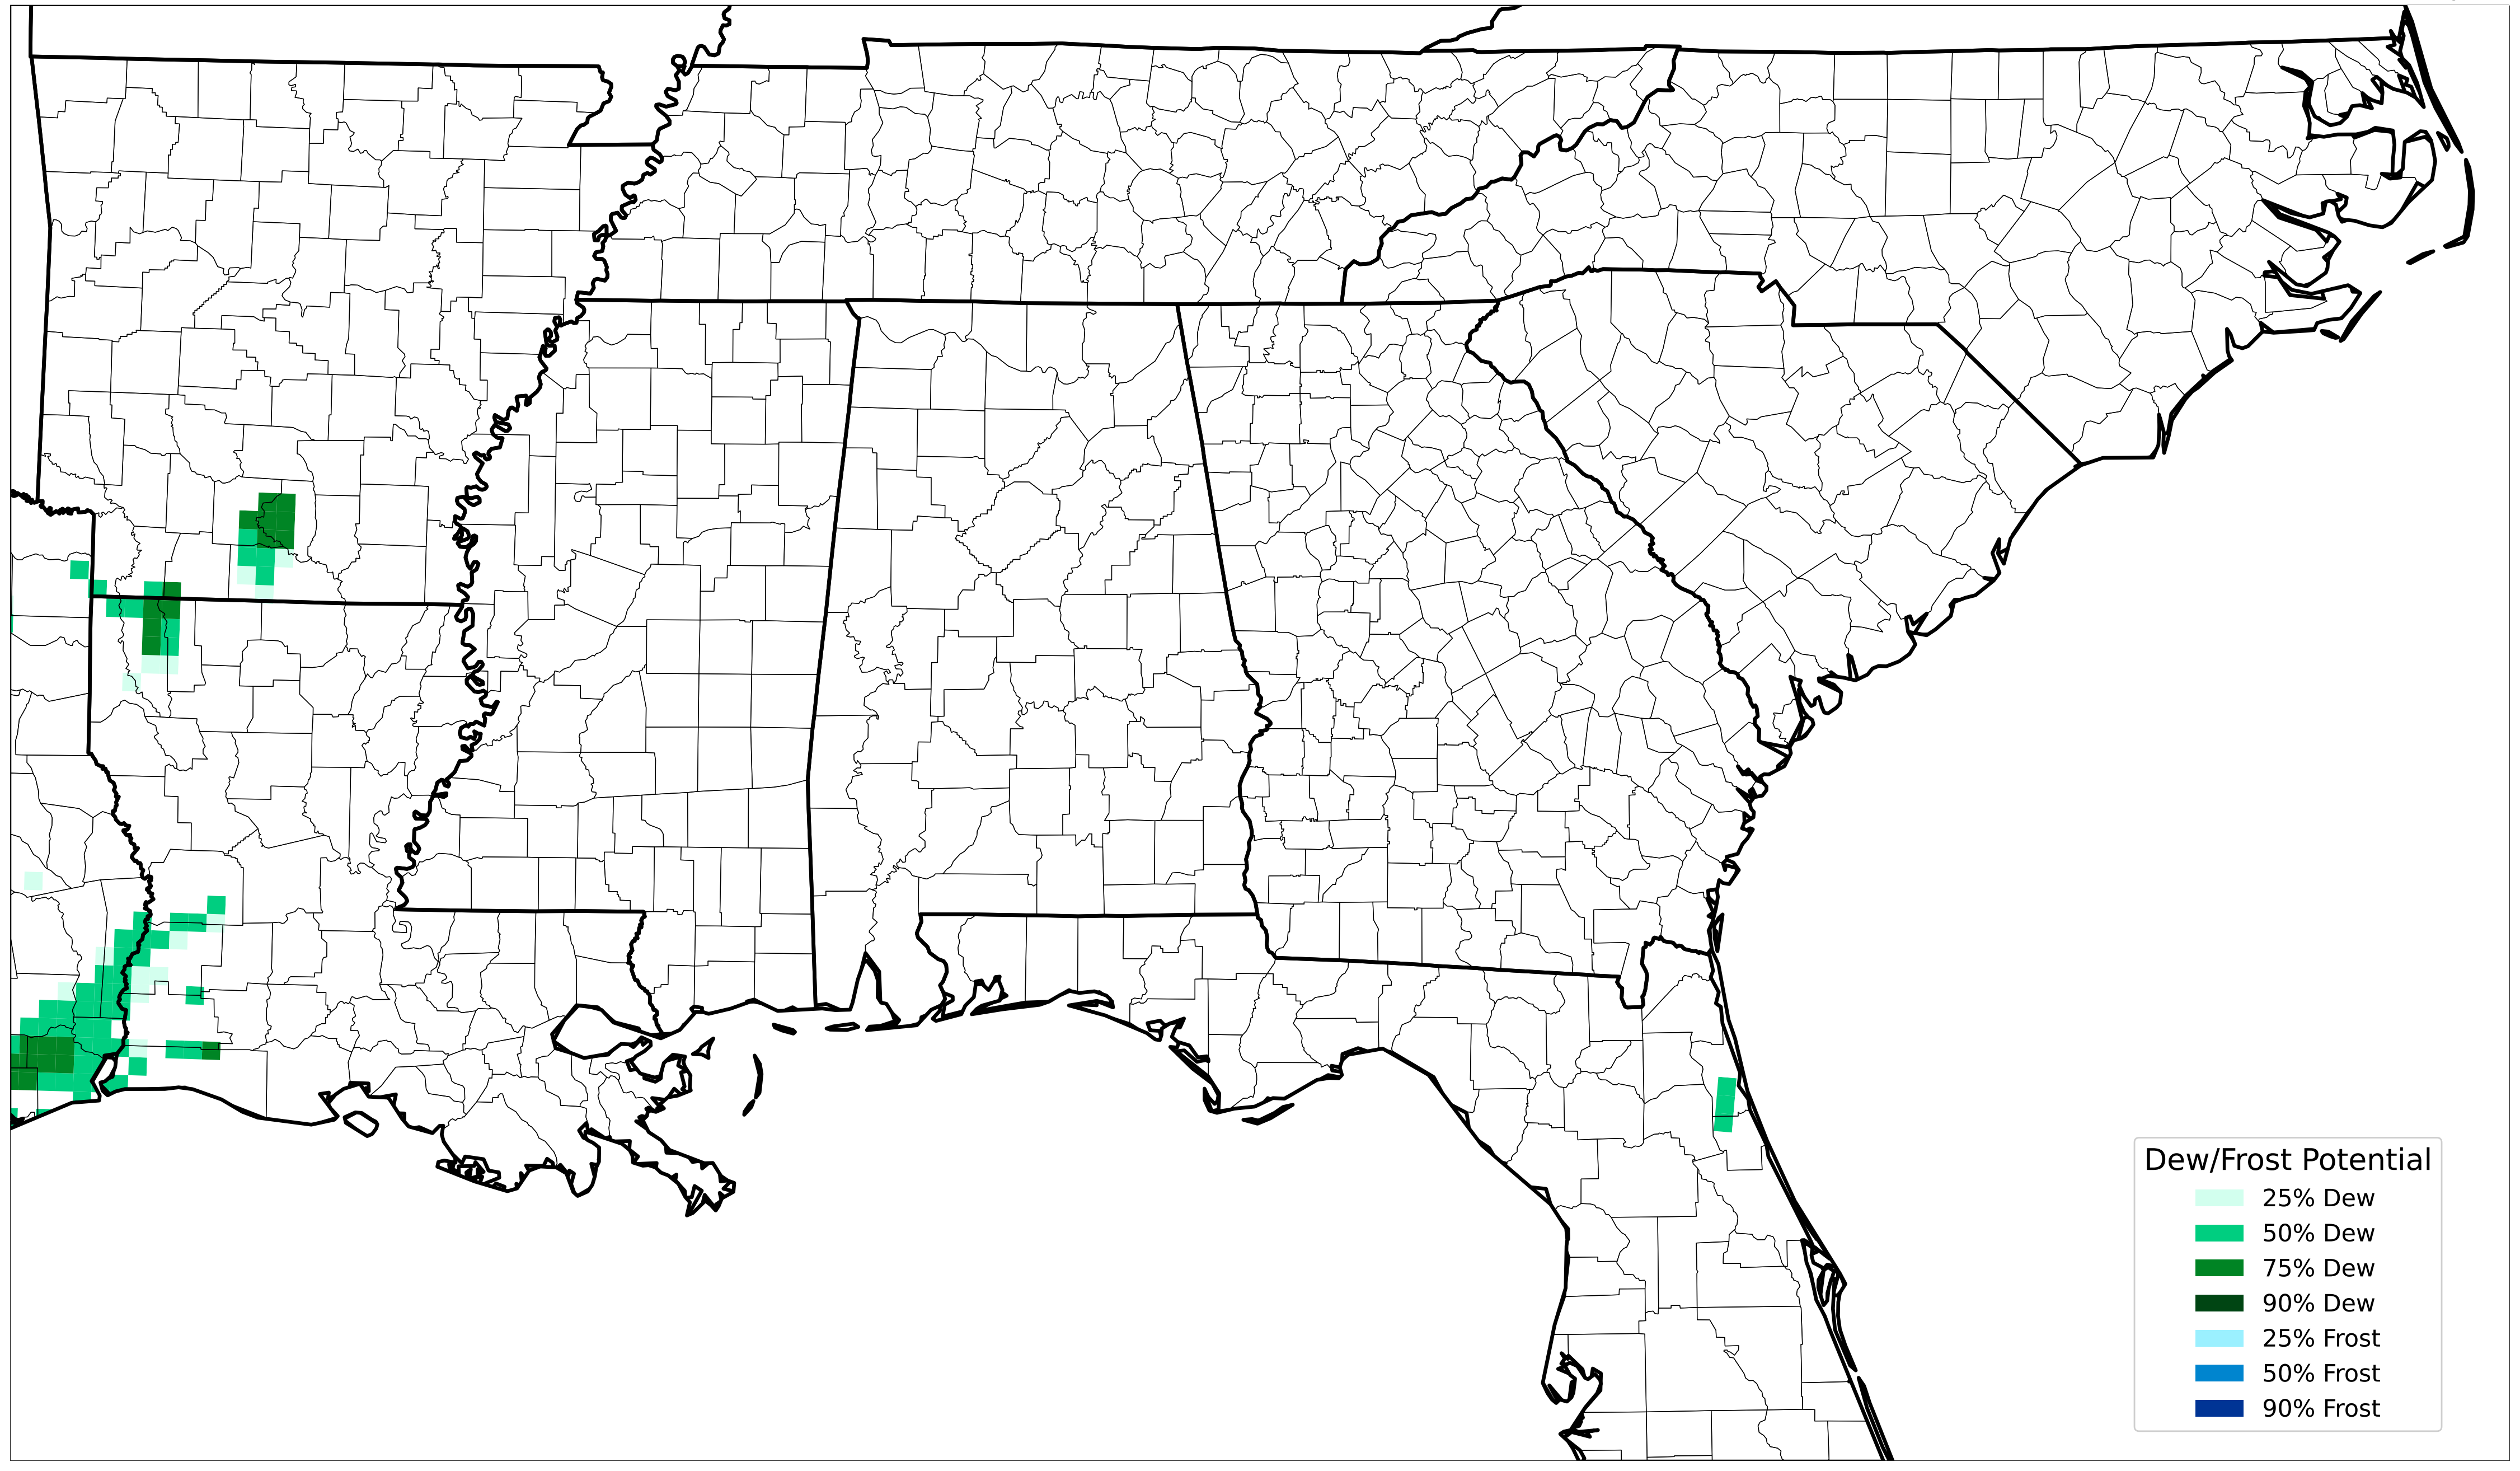 Dew/Frost Potential
25% Dew
50% Dew
75% Dew
90% Dew
25% Frost
50% Frost
90% Frost